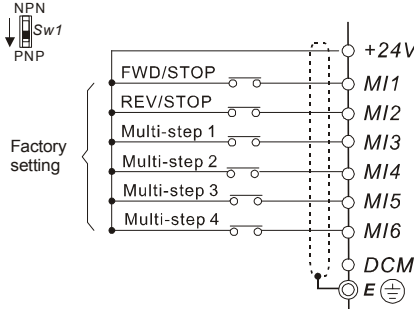 NPN
Sw1
PNP
+24V
FWD/STOP
MI1
REV/STOP
MI2
Multi-step 1
MI3
Factory
setting
Multi-step 2
MI4
Multi-step 3
MI5
Multi-step 4
MI6
DCM
E